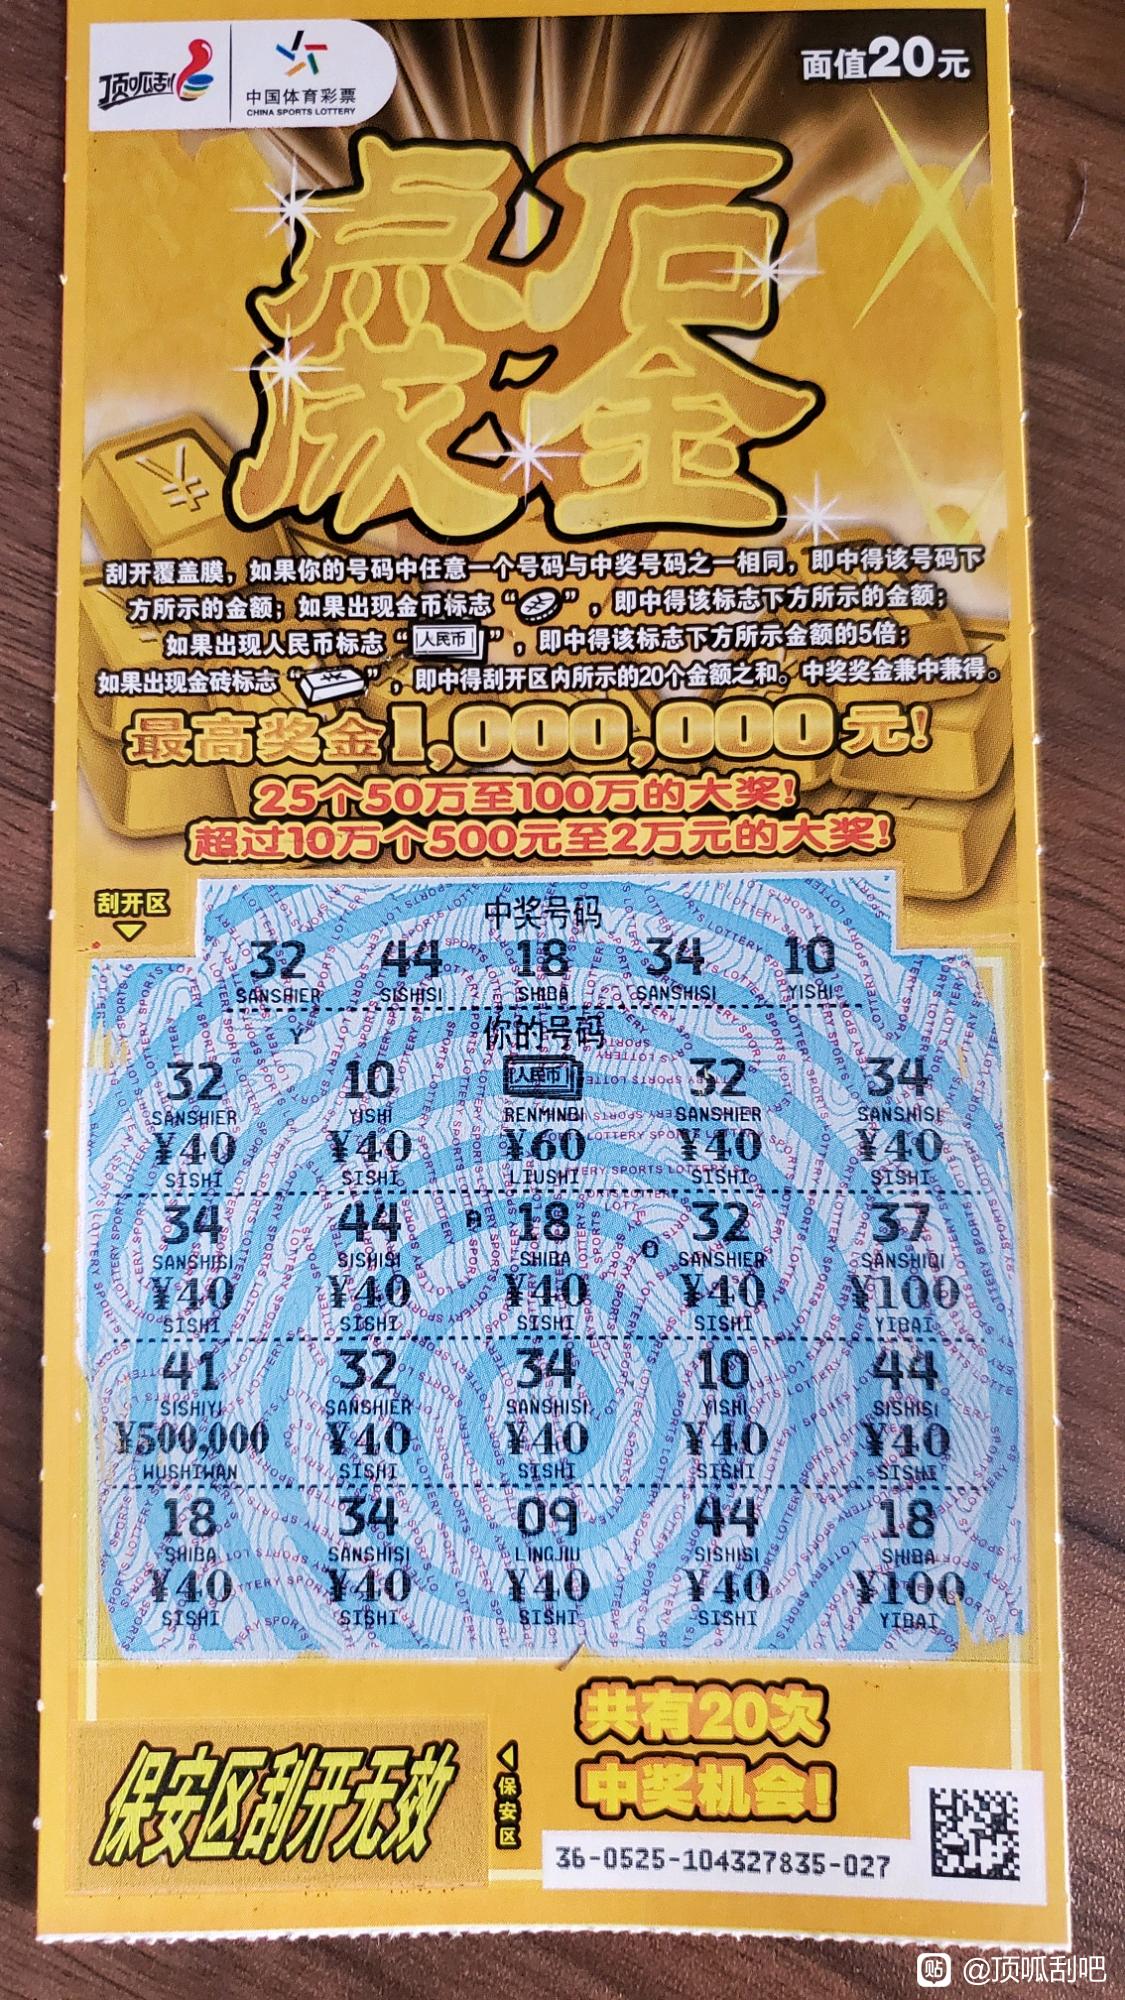 顶呱刮
中国体育彩票
CHINA SPORTS LOTTERY
面值20元
点石
成金
刮开覆盖膜，如果你的号码中任意一个号码与中奖号码之一相同，即中得该号码下
方所示的金额；如果出现金币标志“ ”，即中得该标志下方所示的金额；
如果出现人民币标志“人民币”，即中得该标志下方所示金额的5倍；
如果出现金砖标志“ ”，即中得刮开区内所示的20个金额之和。中奖奖金兼中兼得。
最高奖金1,000,000元！
25个50万至100万的大奖！
超过10万个500元至2万元的大奖！
刮开区
中奖号码
32 44 18 34 10
SANSHIER SISHISI SHIBA SANSHISI YISHI
Y
你的号码
32 10 人民币 32 34
SANSHIER YISHI RENMINBI SANSHIER SANSHISI
¥40 ¥40 ¥60 ¥40 ¥40
SISHI SISHI LIUSHI SISHI SISHI
34 44 18 32 37
SANSHISI SISHISI SHIBA SANSHIER SANSHIQI
¥40 ¥40 ¥40 ¥40 ¥100
SISHI SISHI SISHI SISHI YIBAI
41 32 34 10 44
SISHIYI SANSHIER SANSHISI YISHI SISHISI
¥500,000 ¥40 ¥40 ¥40 ¥40
WUSHIWAN SISHI SISHI SISHI SISHI
18 34 09 44 18
SHIBA SANSHISI LINGJIU SISHISI SHIBA
¥40 ¥40 ¥40 ¥40 ¥100
SISHI SISHI SISHI SISHI YIBAI
共有20次
中奖机会！
保安区刮开无效
保安区
36-0525-104327835-027
贴 @顶呱刮吧